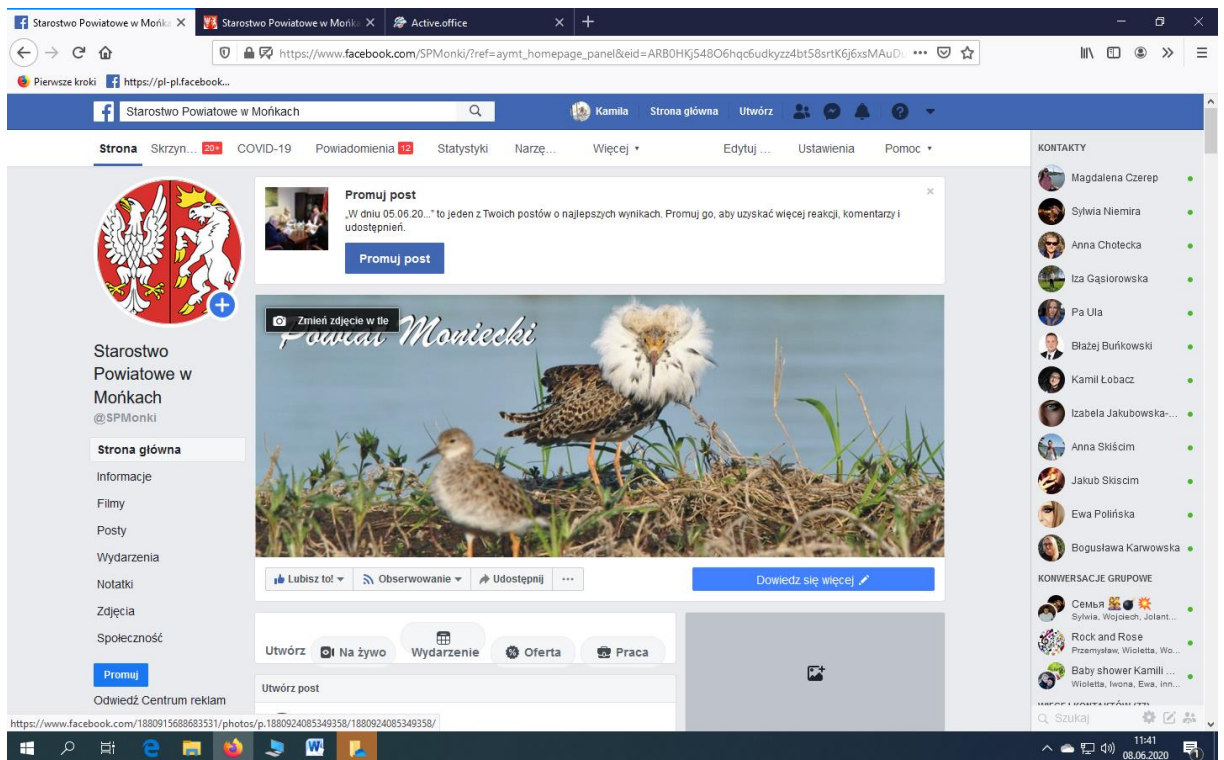 Starostwo Powiatowe w Mońka
Starostwo Powiatowe w Mońka
Active.office
https://www.facebook.com/SPMonki/?ref=aymt_homepage_panel&eid=
Pierwsze kroki
https://pl-pl.facebook...
Starostwo Powiatowe w Mońkach
Kamila
Strona główna
Utwórz
Strona
Skrzyn...
20+
COVID-19
Powiadomienia
12
Statystyki
Narzę...
Więcej
Edytuj ...
Ustawienia
Pomoc
Promuj post
„W dniu 05.06.20...” to jeden z Twoich postów o najlepszych wynikach. Promuj go, aby uzyskać więcej reakcji, komentarzy i
udostępnień.
Promuj post
Zmień zdjęcie w tle
Powiat Moniecki
Starostwo
Powiatowe w
Mońkach
@SPMonki
Strona główna
Informacje
Filmy
Posty
Wydarzenia
Notatki
Zdjęcia
Społeczność
Promuj
Odwiedź Centrum reklam
Lubisz to!
Obserwowanie
Udostępnij
Dowiedz się więcej
Utwórz
Na żywo
Wydarzenie
Oferta
Praca
Utwórz post
KONTAKTY
Magdalena Czerep
Sylwia Niemira
Anna Chotecka
Iza Gąsiorowska
Pa Ula
Błażej Buńkowski
Kamil Łobacz
Izabela Jakubowska-...
Anna Skiścim
Jakub Skiscim
Ewa Polińska
Bogusława Karwowska
KONWERSACJE GRUPOWE
Семья
Sylwia, Wojciech, Jolant...
Rock and Rose
Przemysław, Wioletta, Wo...
Baby shower Kamili ...
Wioletta, Iwona, Ewa, inn...
Szukaj
https://www.facebook.com/1880915688683531/photos/p.1880924085349358/1880924085349358/
11:41
08.06.2020